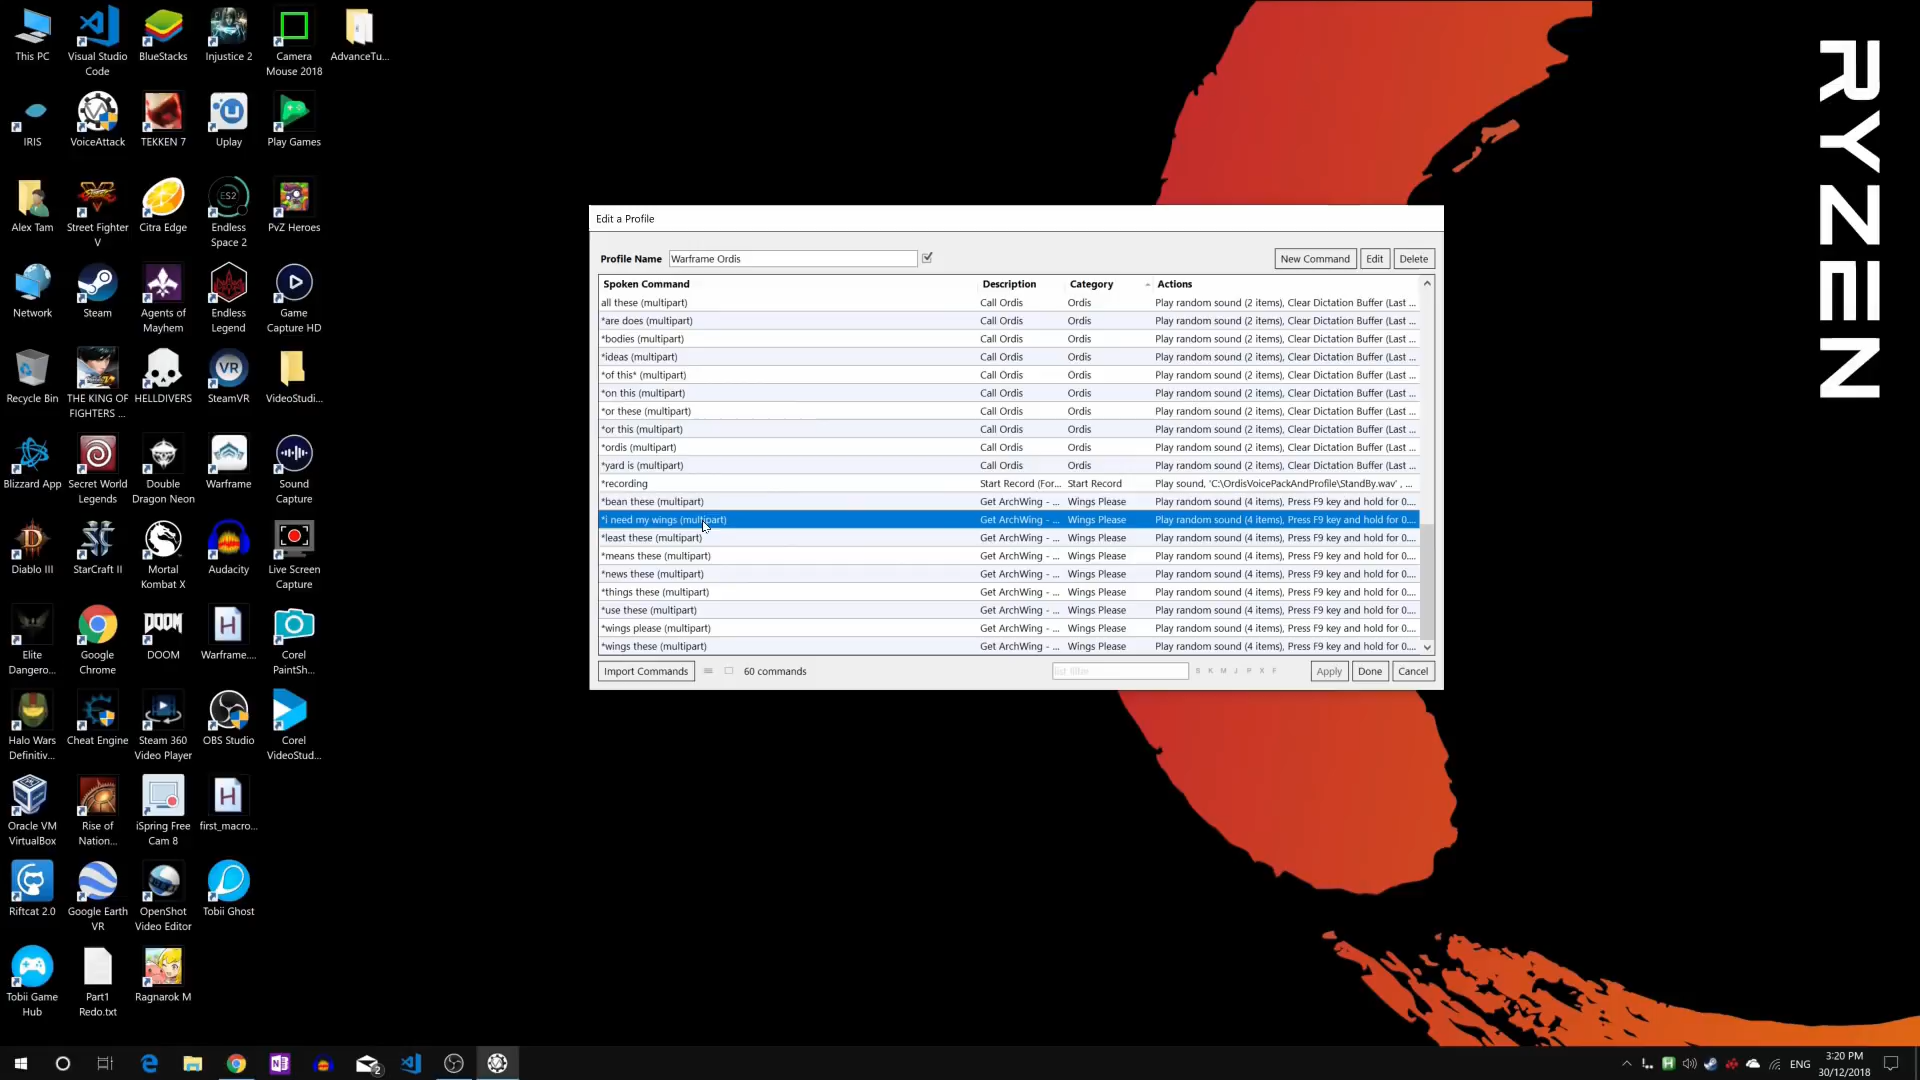 This PC
Visual Studio
Code
BlueStacks
Injustice 2
Camera
Mouse 2018
AdvanceTu...
IRIS
VoiceAttack
TEKKEN 7
Uplay
Play Games
Alex Tam
Street Fighter
V
Citra Edge
Endless
Space 2
PvZ Heroes
Network
Steam
Agents of
Mayhem
Endless
Legend
Game
Capture HD
Recycle Bin
THE KING OF
FIGHTERS ...
HELLDIVERS
SteamVR
VideoStudi...
Blizzard App
Secret World
Legends
Double
Dragon Neon
Warframe
Sound
Capture
Diablo III
StarCraft II
Mortal
Kombat X
Audacity
Live Screen
Capture
Elite
Dangero...
Google
Chrome
DOOM
Warframe....
Corel
PaintSh...
Halo Wars
Definitiv...
Cheat Engine
Steam 360
Video Player
OBS Studio
Corel
VideoStud...
Oracle VM
VirtualBox
Rise of
Nation...
iSpring Free
Cam 8
first_macro...
Riftcat 2.0
Google Earth
VR
OpenShot
Video Editor
Tobii Ghost
Tobii Game
Hub
Part1
Redo.txt
Ragnarok M
RYZEN
Edit a Profile
Profile Name Warframe Ordis New Command Edit Delete
Spoken Command Description Category Actions
all these (multipart) Call Ordis Ordis Play random sound (2 items), Clear Dictation Buffer (Last ...
*are does (multipart) Call Ordis Ordis Play random sound (2 items), Clear Dictation Buffer (Last ...
*bodies (multipart) Call Ordis Ordis Play random sound (2 items), Clear Dictation Buffer (Last ...
*ideas (multipart) Call Ordis Ordis Play random sound (2 items), Clear Dictation Buffer (Last ...
*of this* (multipart) Call Ordis Ordis Play random sound (2 items), Clear Dictation Buffer (Last ...
*on this (multipart) Call Ordis Ordis Play random sound (2 items), Clear Dictation Buffer (Last ...
*or these (multipart) Call Ordis Ordis Play random sound (2 items), Clear Dictation Buffer (Last ...
*or this (multipart) Call Ordis Ordis Play random sound (2 items), Clear Dictation Buffer (Last ...
*ordis (multipart) Call Ordis Ordis Play random sound (2 items), Clear Dictation Buffer (Last ...
*yard is (multipart) Call Ordis Ordis Play random sound (2 items), Clear Dictation Buffer (Last ...
*recording Start Record (For... Start Record Play sound, 'C:\OrdisVoicePackAndProfile\StandBy.wav' , ...
*bean these (multipart) Get ArchWing - ... Wings Please Play random sound (4 items), Press F9 key and hold for 0....
*i need my wings (multipart) Get ArchWing - ... Wings Please Play random sound (4 items), Press F9 key and hold for 0....
*least these (multipart) Get ArchWing - ... Wings Please Play random sound (4 items), Press F9 key and hold for 0....
*means these (multipart) Get ArchWing - ... Wings Please Play random sound (4 items), Press F9 key and hold for 0....
*news these (multipart) Get ArchWing - ... Wings Please Play random sound (4 items), Press F9 key and hold for 0....
*things these (multipart) Get ArchWing - ... Wings Please Play random sound (4 items), Press F9 key and hold for 0....
*use these (multipart) Get ArchWing - ... Wings Please Play random sound (4 items), Press F9 key and hold for 0....
*wings please (multipart) Get ArchWing - ... Wings Please Play random sound (4 items), Press F9 key and hold for 0....
*wings these (multipart) Get ArchWing - ... Wings Please Play random sound (4 items), Press F9 key and hold for 0....
Import Commands 60 commands list filter S K M J P X F Apply Done Cancel
ENG
3:20 PM
30/12/2018